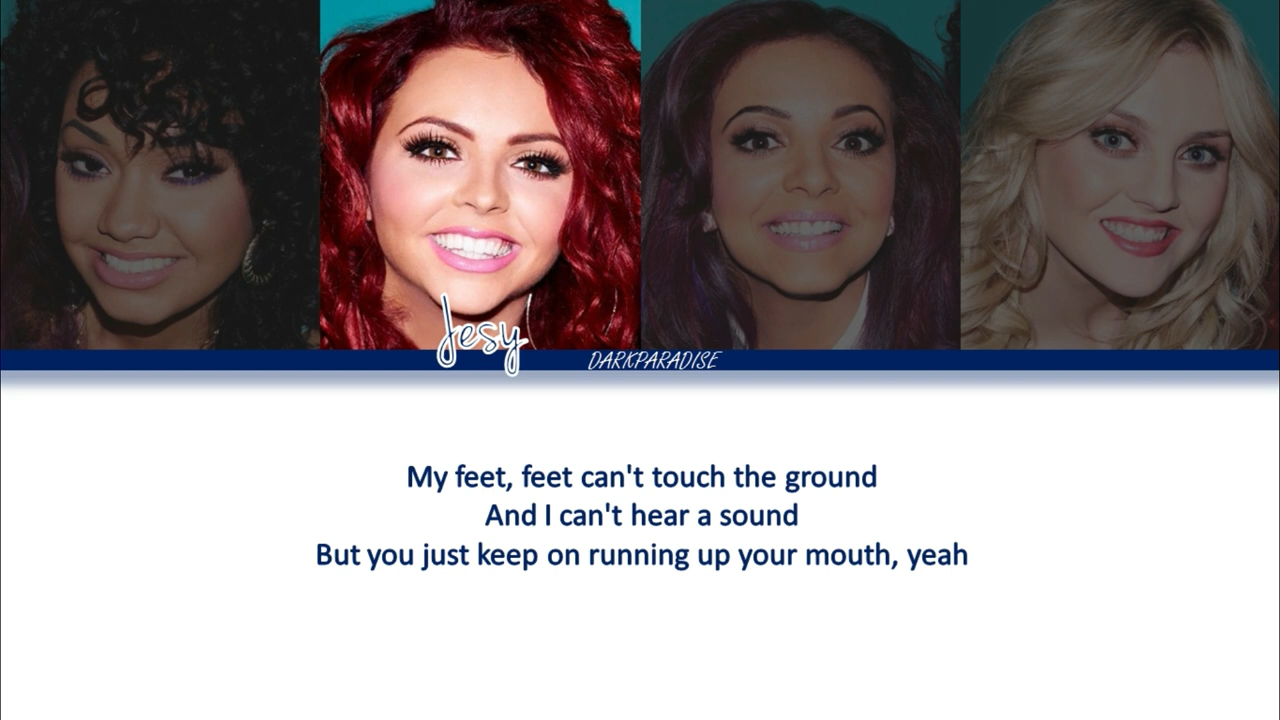 Jesy
DARKPARADISE
My feet, feet can't touch the ground
And I can't hear a sound
But you just keep on running up your mouth, yeah